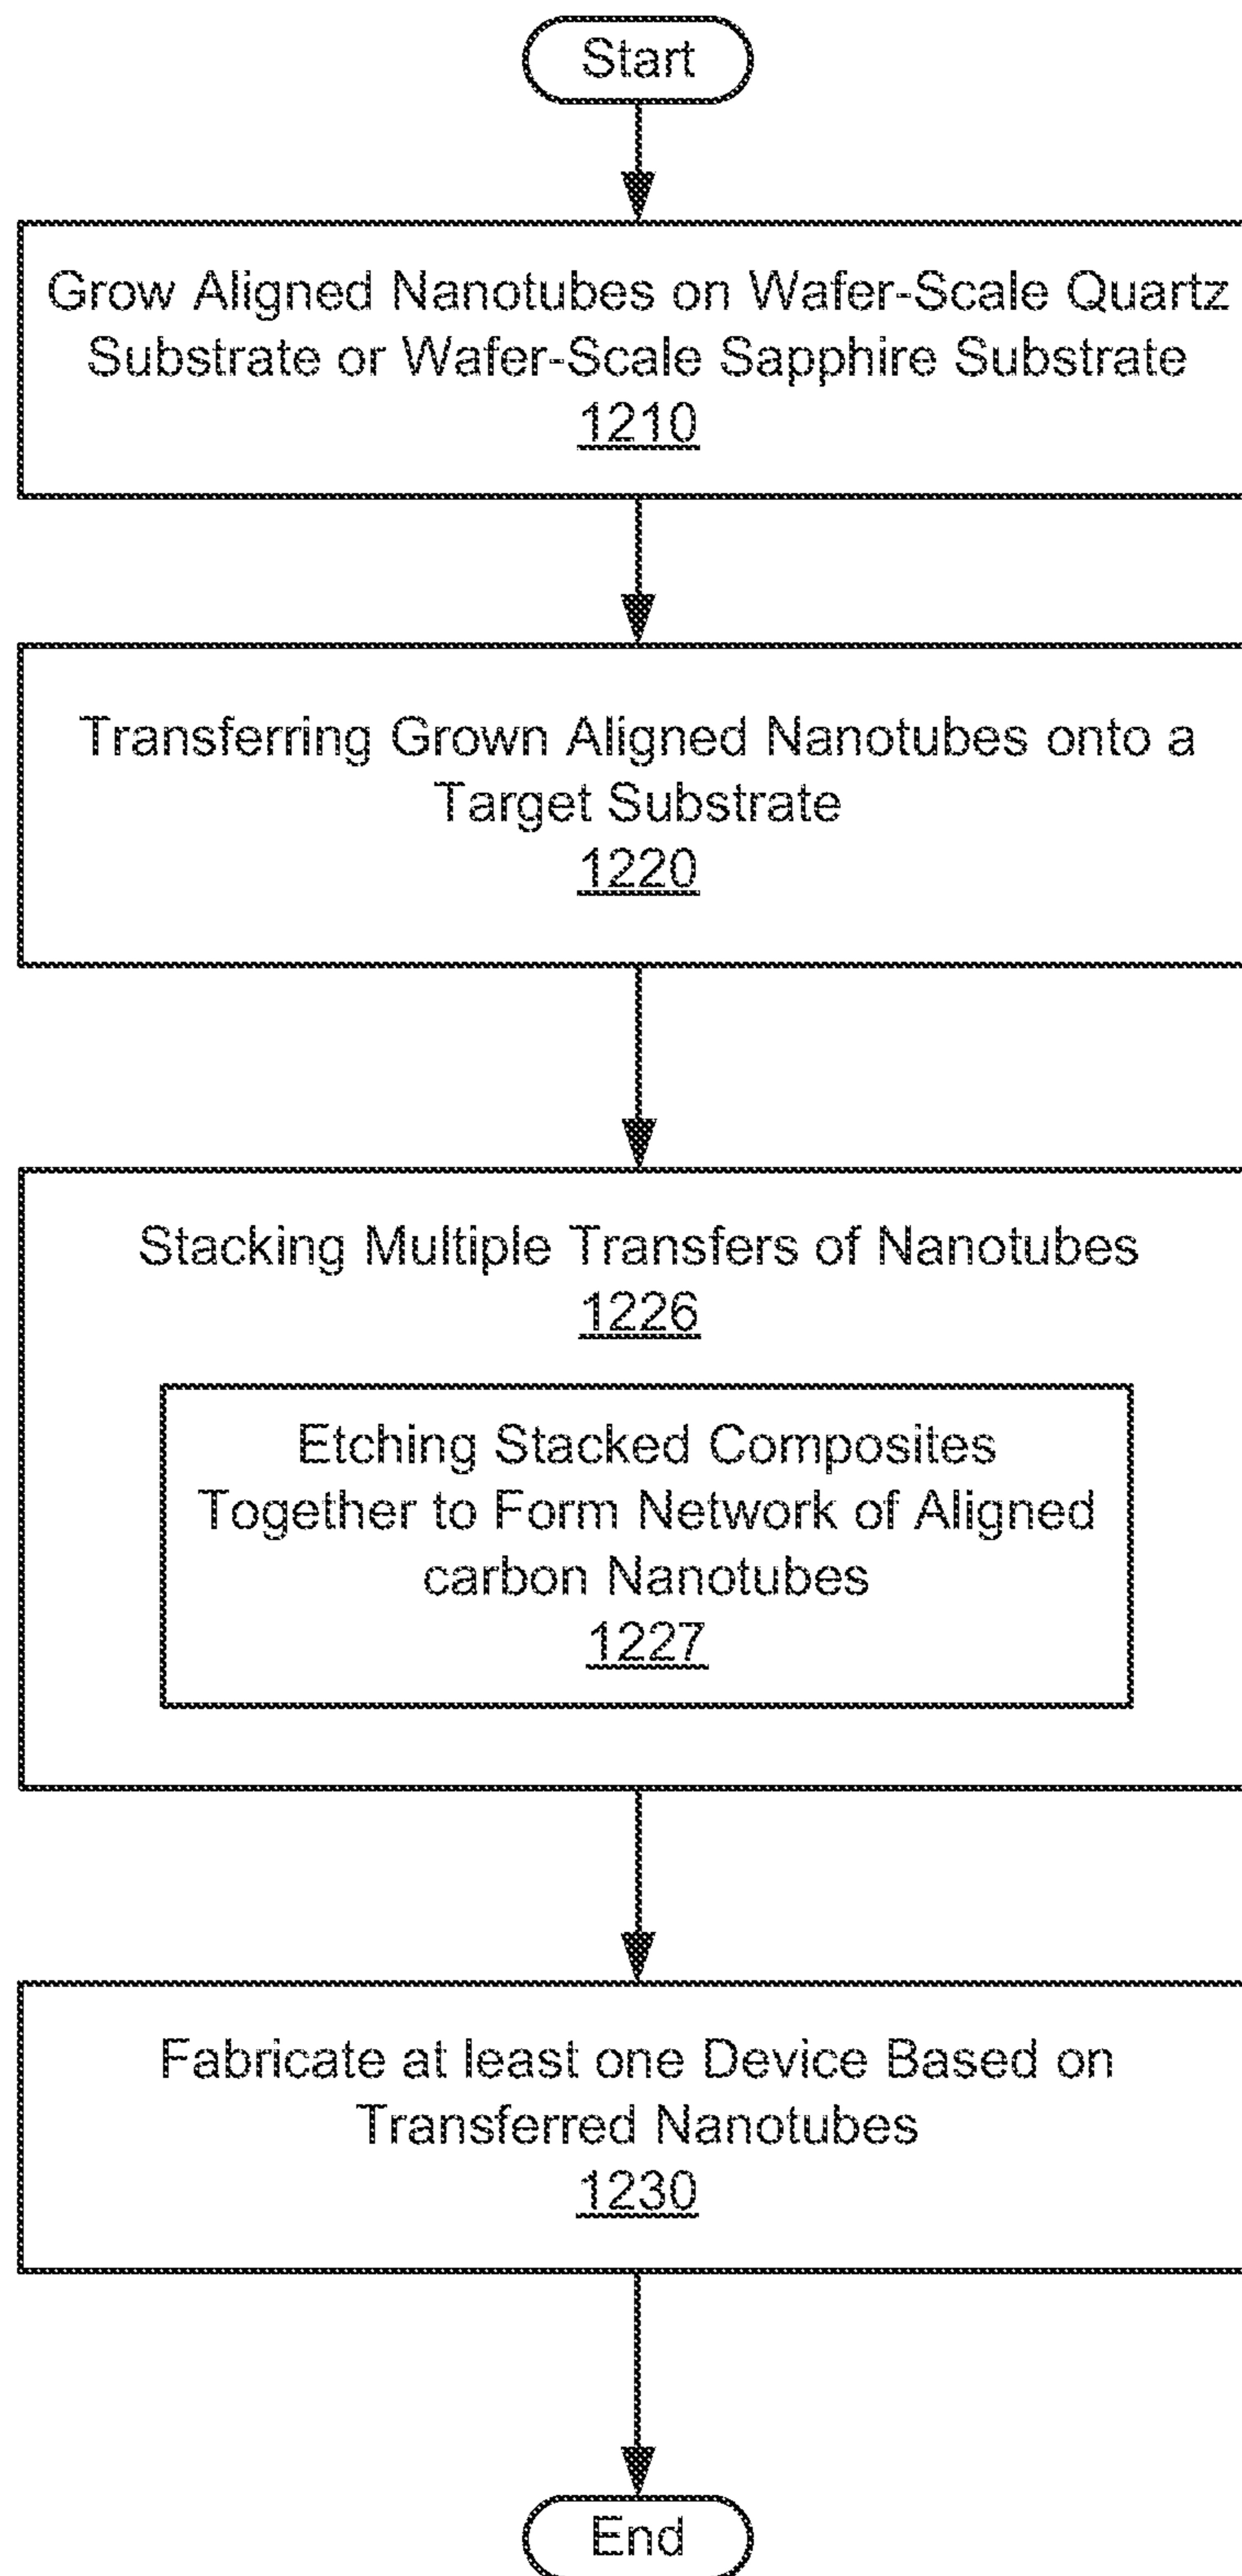 Start
Grow Aligned Nanotubes on Wafer-Scale Quartz
Substrate or Wafer-Scale Sapphire Substrate
1210
Transferring Grown Aligned Nanotubes onto a
Target Substrate
1220
Stacking Multiple Transfers of Nanotubes
1226
Etching Stacked Composites
Together to Form Network of Aligned
carbon Nanotubes
1227
Fabricate at least one Device Based on
Transferred Nanotubes
1230
End